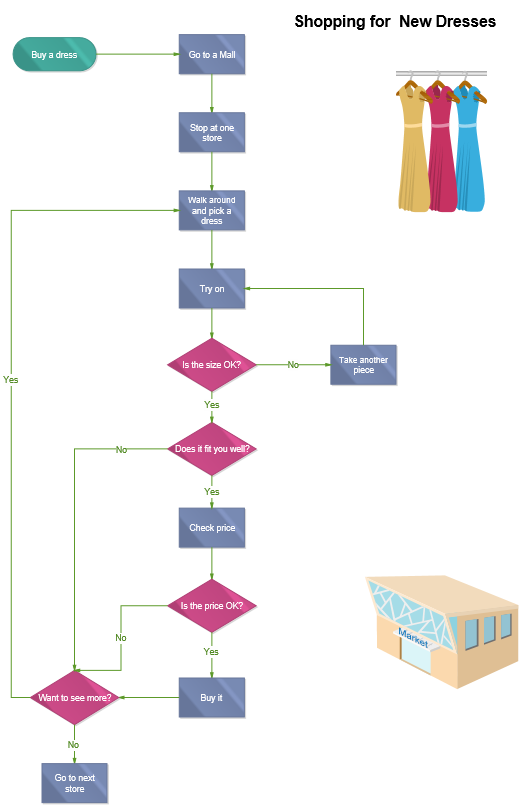 Shopping for  New Dresses
Buy a dress
Go to a Mall
Stop at one
store
Walk around
and pick a
dress
Try on
Is the size OK?
No
Take another
piece
Yes
Yes
Does it fit you well?
No
Yes
Check price
Is the price OK?
No
Yes
Market
Want to see more?
Buy it
No
Go to next
store